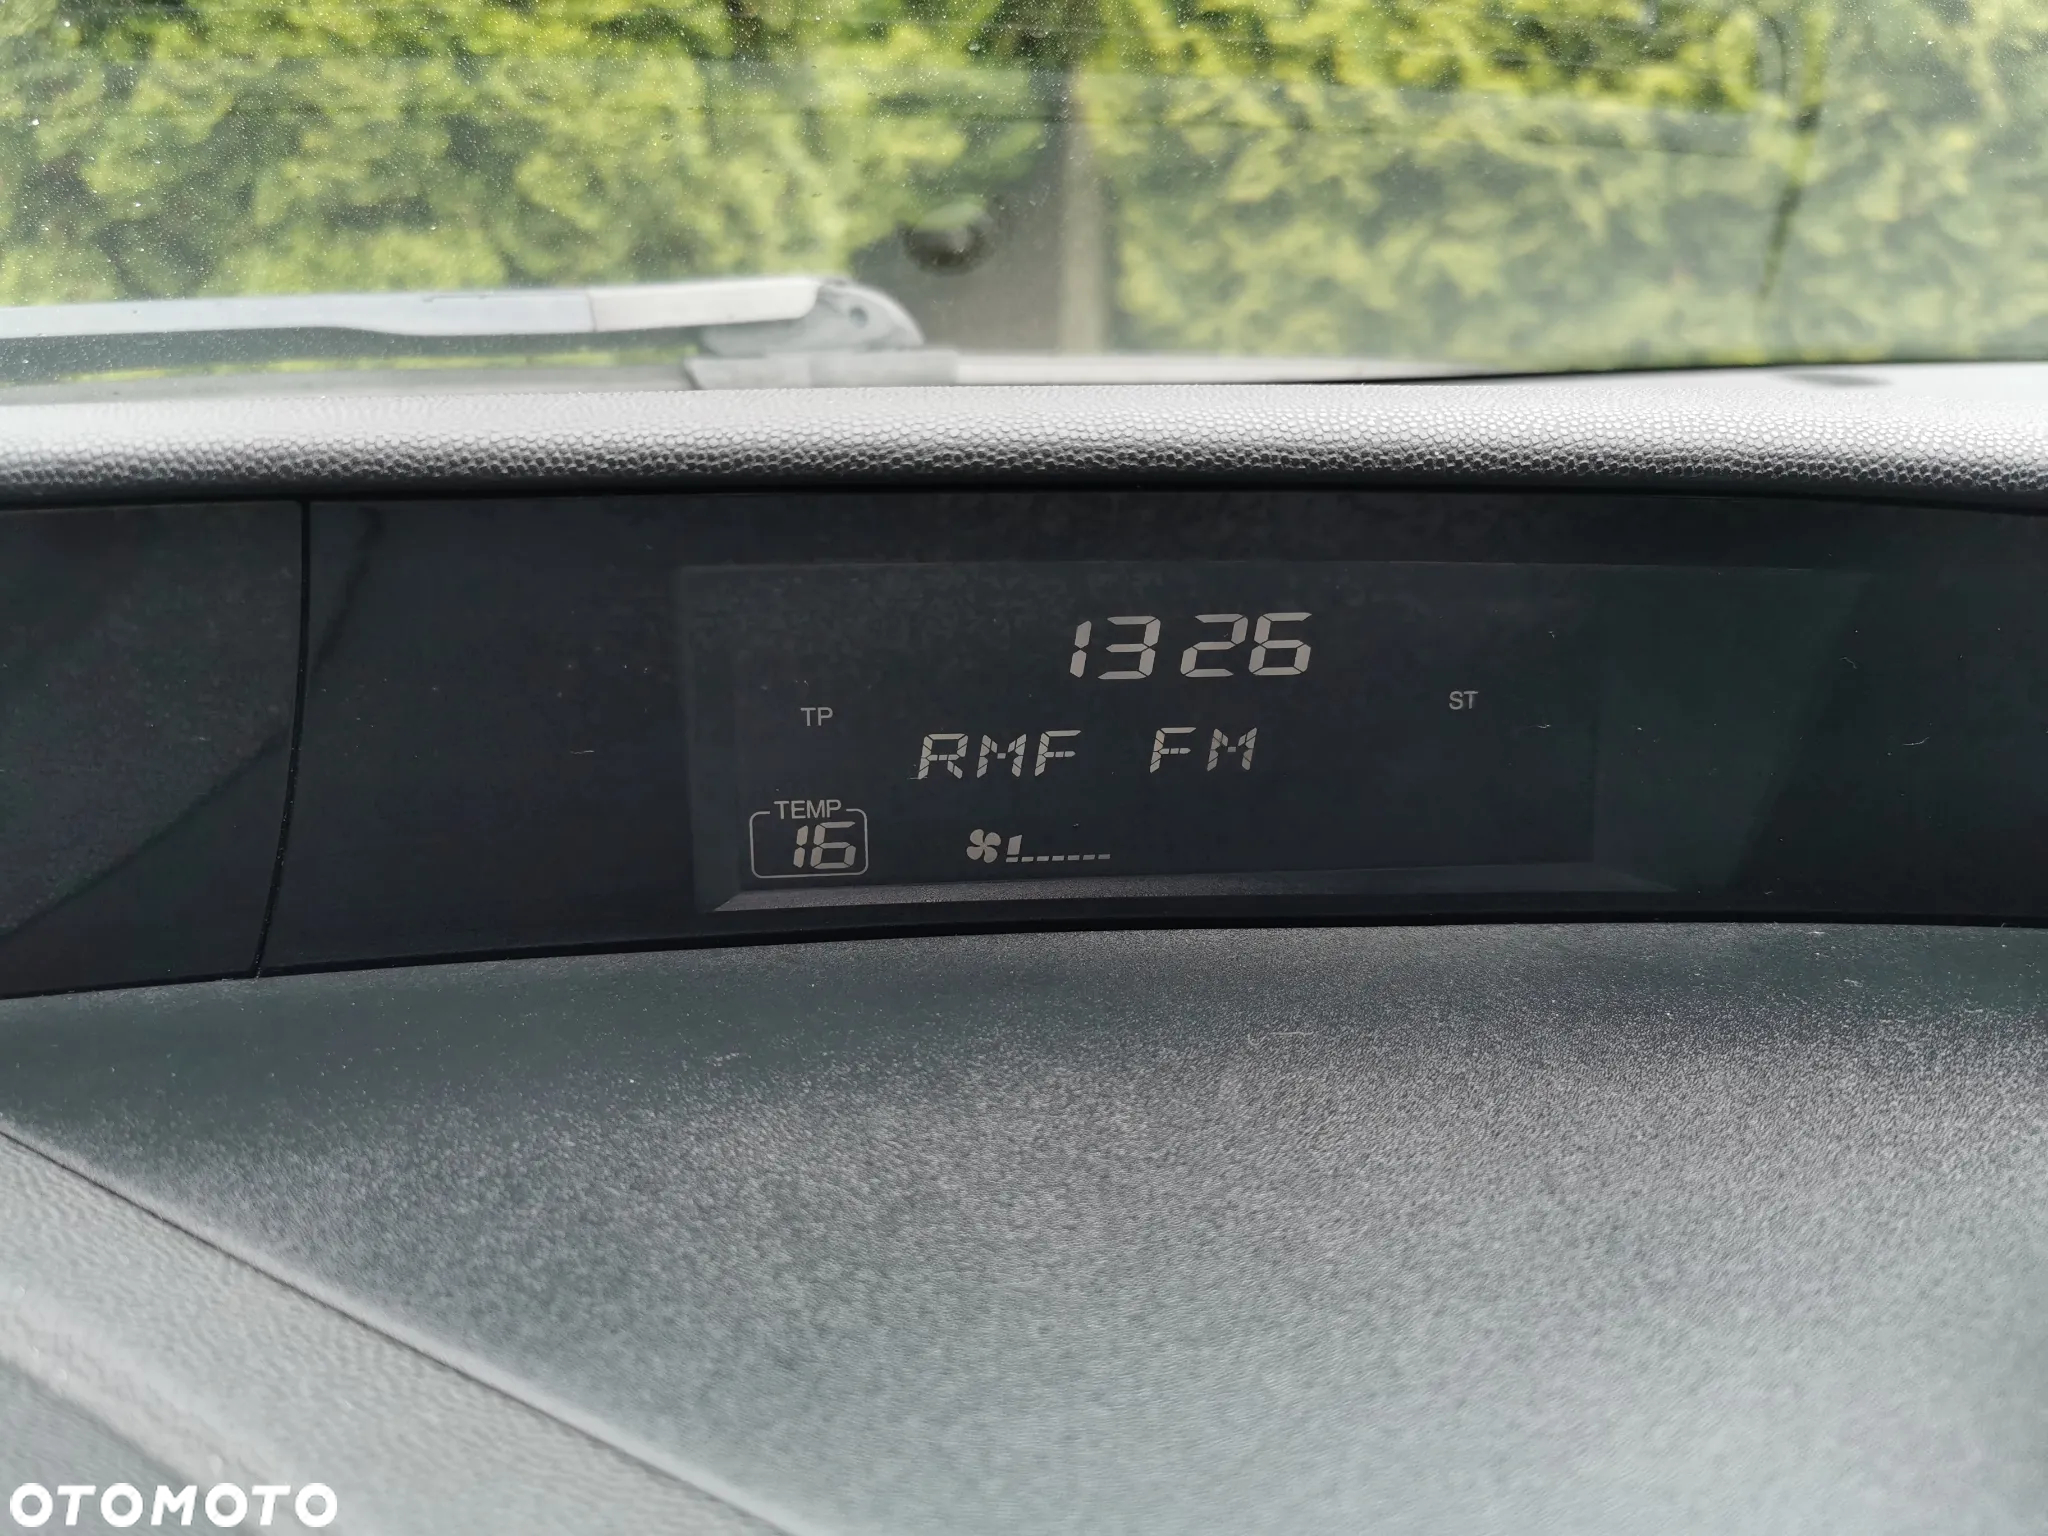 1326
TP
ST
RMF FM
TEMP
16
OTOMOTO